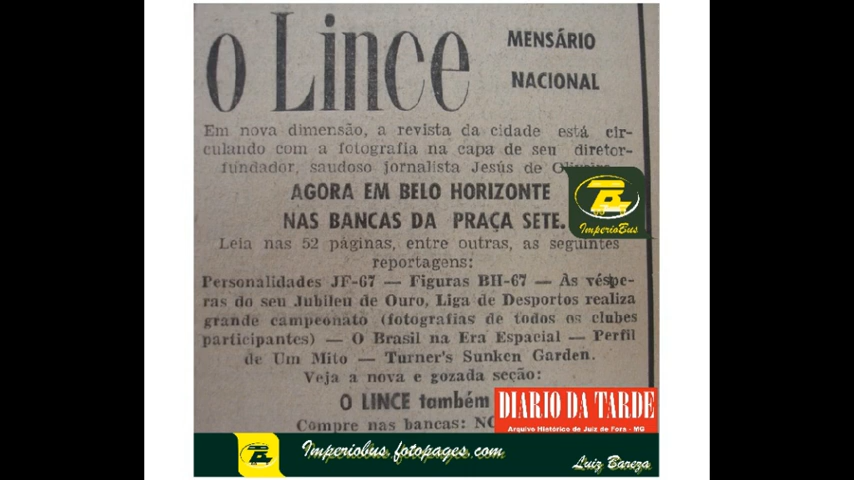 o Lince
MENSÁRIO
NACIONAL
Em nova dimensão, a revista da cidade está cir-
culando com a fotografia na capa de seu diretor-
fundador, saudoso jornalista Jesús de
AGORA EM BELO HORIZONTE
NAS BANCAS DA PRAÇA SETE.
ImperioBus
Leia nas 52 páginas, entre outras, as seguintes
reportagens:
Personalidades JF-67 — Figuras BH-67 — As véspe-
ras do seu Jubileu de Ouro, Liga de Desportos realiza
grande campeonato (fotografias de todos os clubes
participantes) — O Brasil na Era Espacial — Perfil
de Um Mito — Turner's Sunken Garden.
Veja a nova e gozada seção:
O LINCE também
DIARIO DA TARDE
Arquivo Histórico de Juiz de Fora - MG
Compre nas bancas:
Imperiobus.fotopages.com
Luiz Bareza